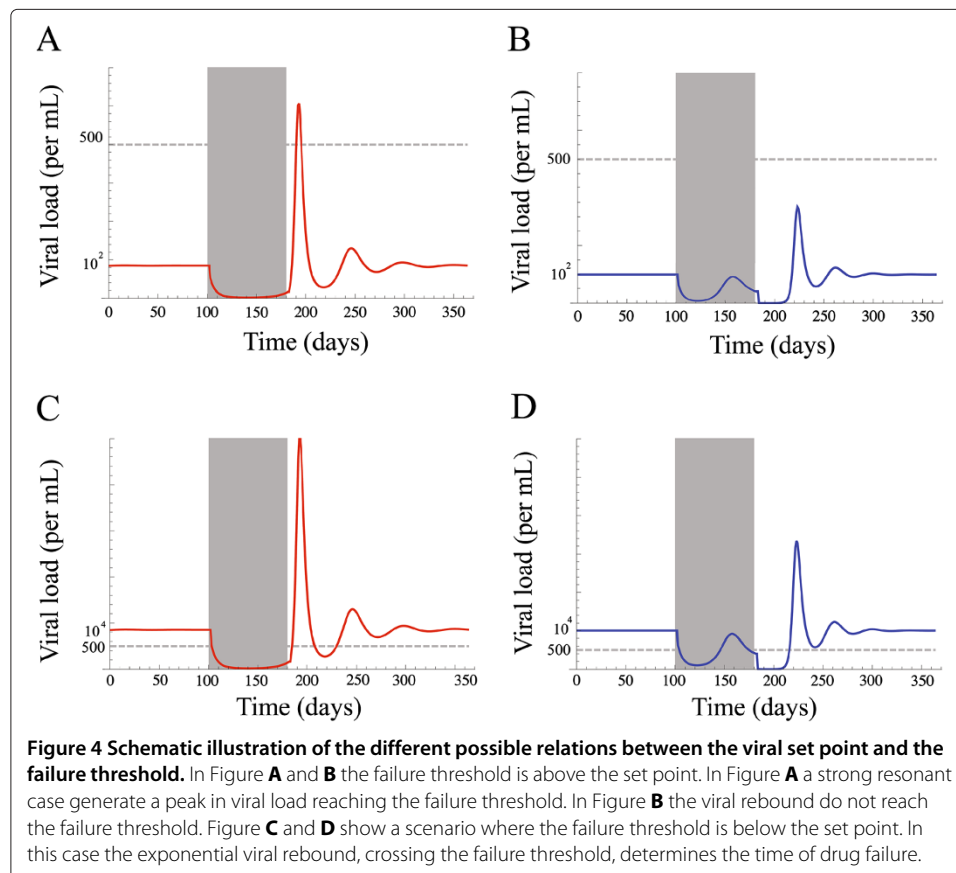 A
Viral load (per mL)
500
10²
0 50 100 150 200 250 300 350
Time (days)
B
Viral load (per mL)
500
10²
0 50 100 150 200 250 300 350
Time (days)
C
Viral load (per mL)
10⁴
500
0 50 100 150 200 250 300 350
Time (days)
D
Viral load (per mL)
10⁴
500
0 50 100 150 200 250 300 350
Time (days)
Figure 4 Schematic illustration of the different possible relations between the viral set point and the
failure threshold. In Figure A and B the failure threshold is above the set point. In Figure A a strong resonant
case generate a peak in viral load reaching the failure threshold. In Figure B the viral rebound do not reach
the failure threshold. Figure C and D show a scenario where the failure threshold is below the set point. In
this case the exponential viral rebound, crossing the failure threshold, determines the time of drug failure.